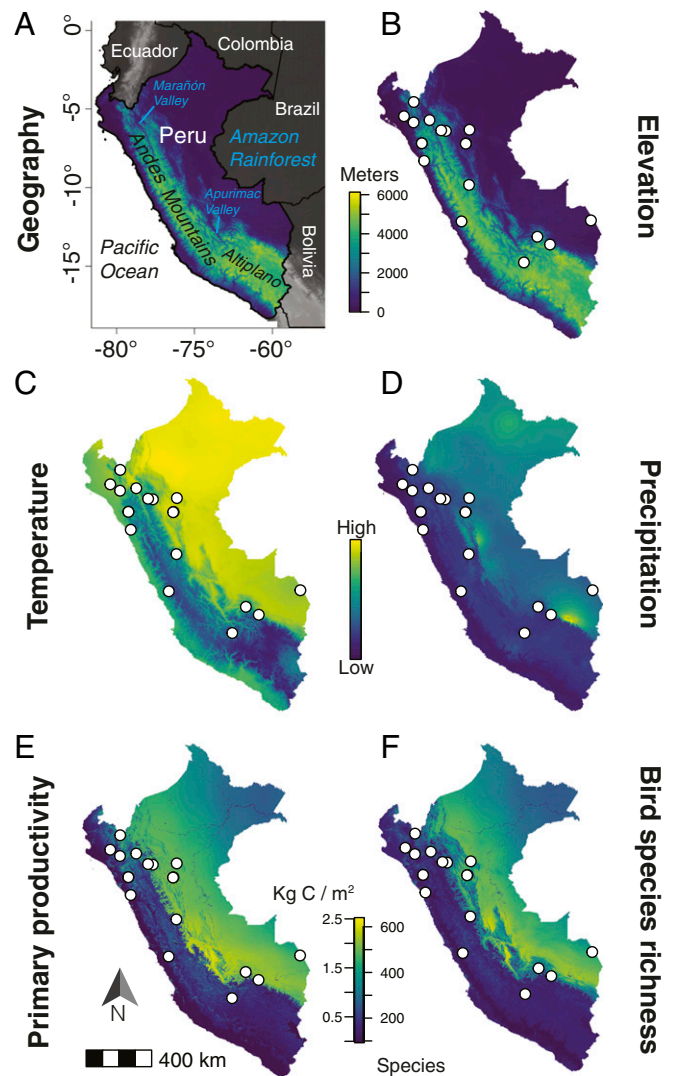 A
0°
-5°
-10°
-15°
Geography
Ecuador
Colombia
Marañón
Valley
Brazil
Peru
Amazon
Rainforest
Andes Mountains
Apurimac
Valley
Altiplano
Bolivia
Pacific
Ocean
-80°
-75°
-60°
B
Elevation
Meters
6000
4000
2000
0
C
Temperature
D
Precipitation
High
Low
E
Primary productivity
F
Bird species richness
Kg C / m²
2.5
1.5
0.5
600
400
200
Species
N
400 km